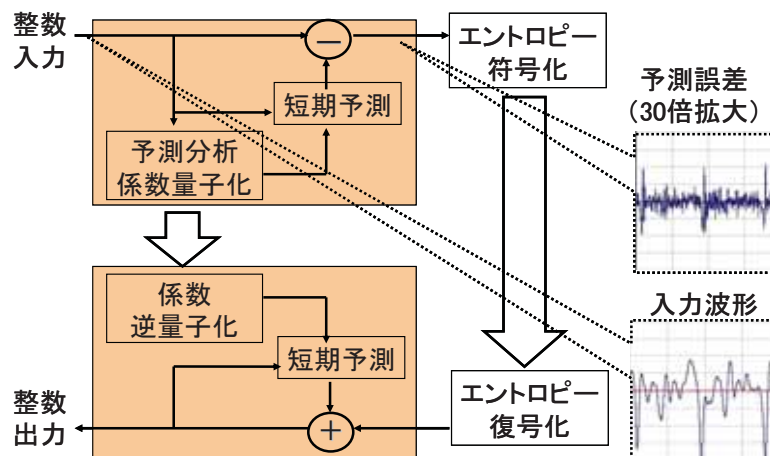 整数
入力
−
エントロピー
符号化
短期予測
予測分析
係数量子化
予測誤差
（30倍拡大）
係数
逆量子化
短期予測
入力波形
整数
出力
＋
エントロピー
復号化